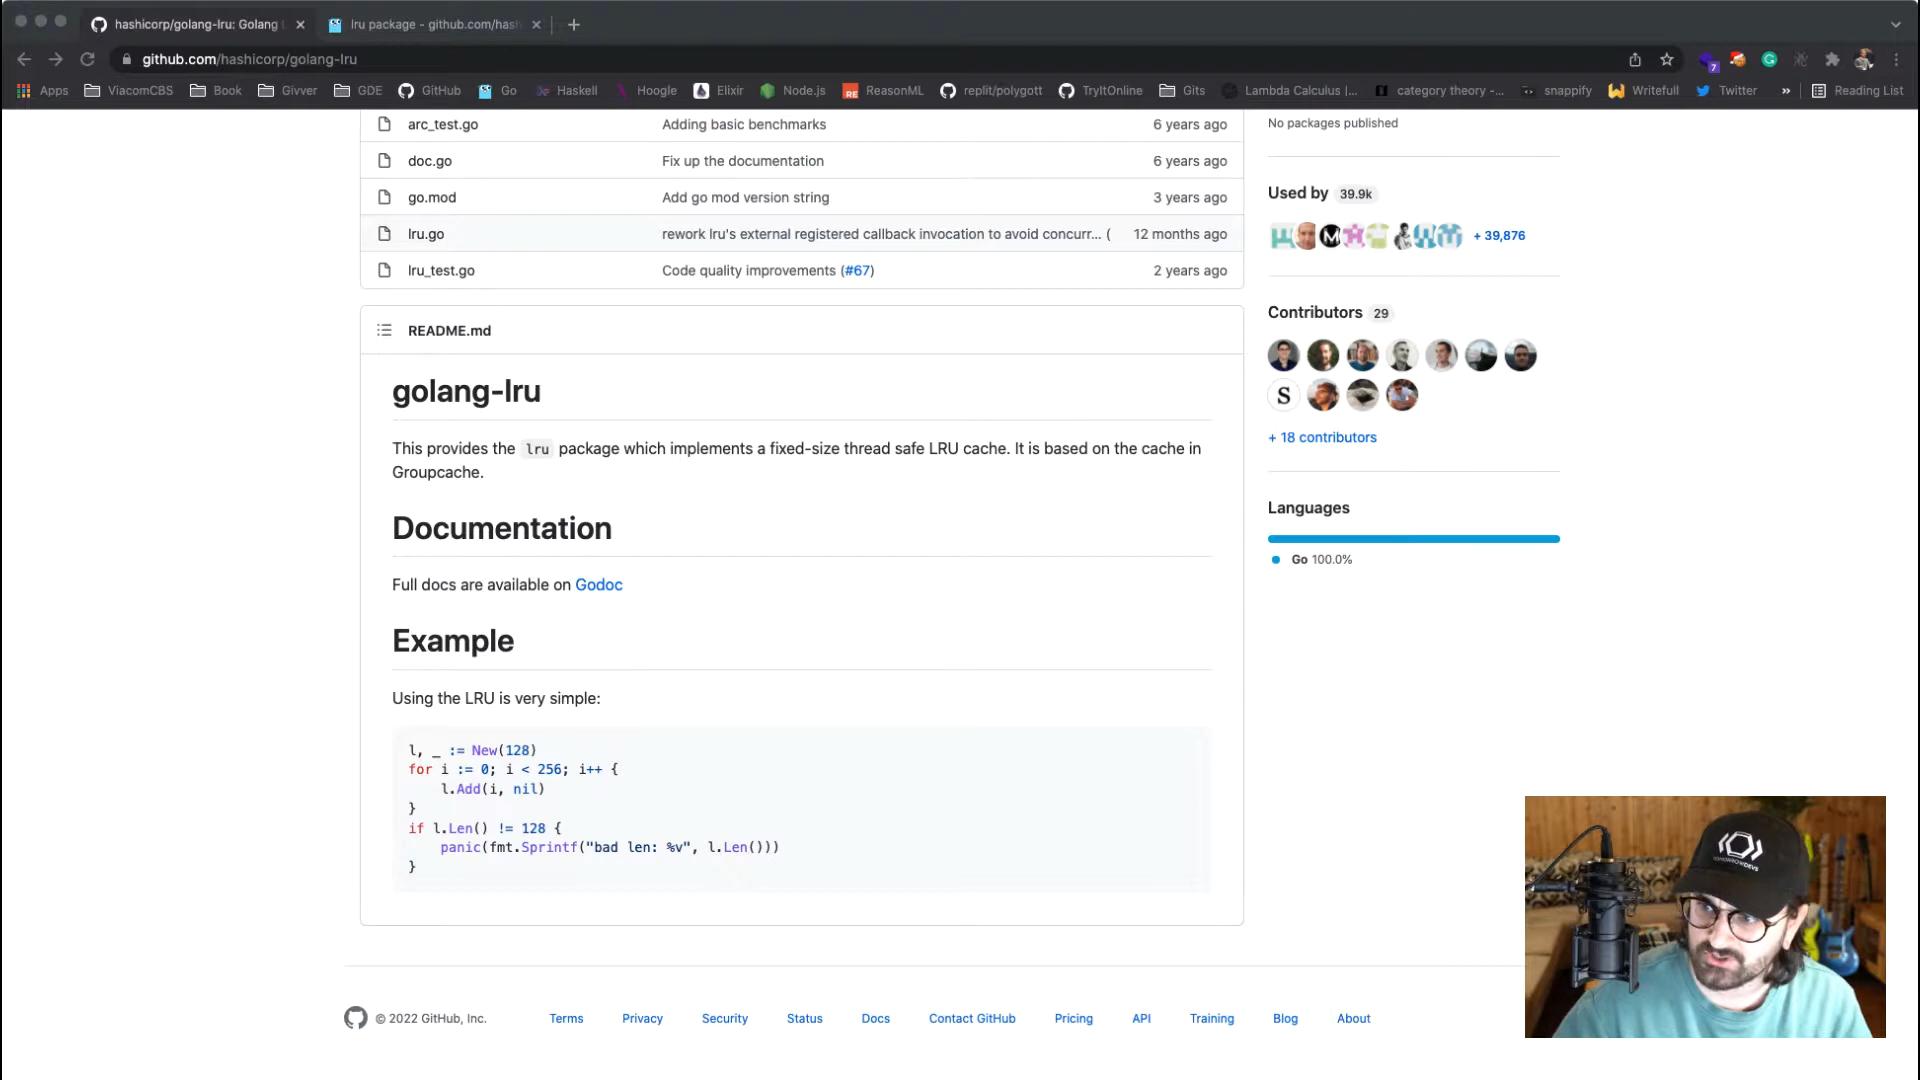 hashicorp/golang-lru: Golang
lru package - github.com/hash
github.com/hashicorp/golang-lru
7
Apps
ViacomCBS
Book
Givver
GDE
GitHub
Go
Haskell
Hoogle
Elixir
Node.js
RE
ReasonML
replit/polygott
TryItOnline
Gits
Lambda Calculus |...
category theory -...
snappify
Writefull
Twitter
»
Reading List
arc_test.go Adding basic benchmarks 6 years ago
doc.go Fix up the documentation 6 years ago
go.mod Add go mod version string 3 years ago
lru.go rework lru's external registered callback invocation to avoid concurr... ( 12 months ago
lru_test.go Code quality improvements (#67) 2 years ago
README.md
golang-lru
This provides the lru package which implements a fixed-size thread safe LRU cache. It is based on the cache in
Groupcache.
Documentation
Full docs are available on Godoc
Example
Using the LRU is very simple:
l, _ := New(128)
for i := 0; i < 256; i++ {
    l.Add(i, nil)
}
if l.Len() != 128 {
    panic(fmt.Sprintf("bad len: %v", l.Len()))
}
No packages published
Used by 39.9k
M
+ 39,876
Contributors 29
S
+ 18 contributors
Languages
Go 100.0%
© 2022 GitHub, Inc.
Terms
Privacy
Security
Status
Docs
Contact GitHub
Pricing
API
Training
Blog
About